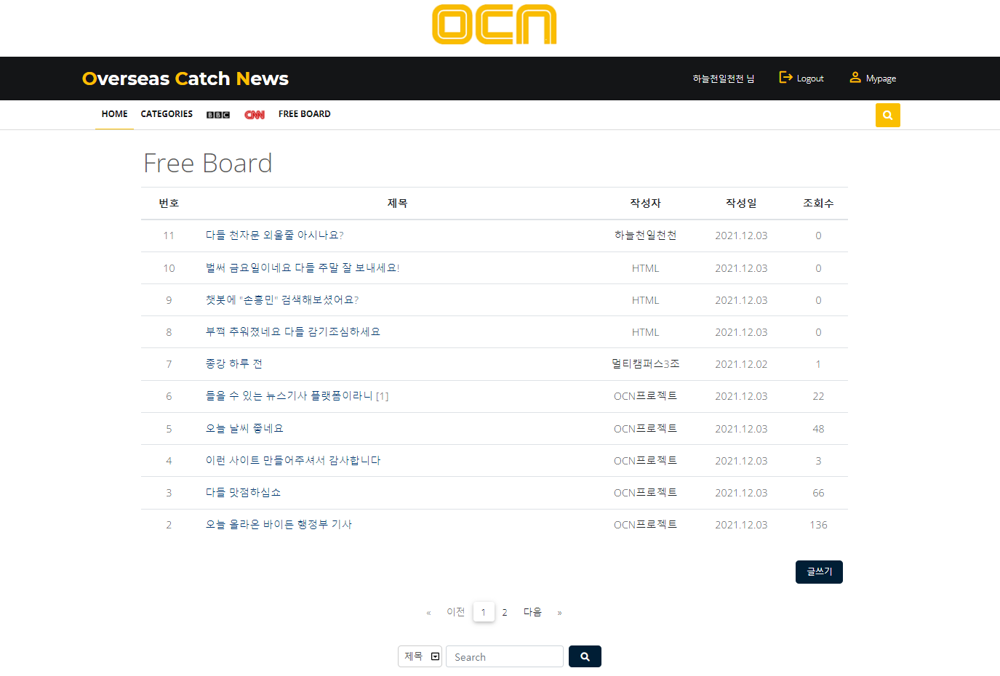 OCN
Overseas Catch News 하늘천일천천 님 Logout Mypage
HOME CATEGORIES BBC CNN FREE BOARD
Free Board
번호 제목 작성자 작성일 조회수
11 다들 천자문 외울줄 아시나요? 하늘천일천천 2021.12.03 0
10 벌써 금요일이네요 다들 주말 잘 보내세요! HTML 2021.12.03 0
9 챗봇에 "손흥민" 검색해보셨어요? HTML 2021.12.03 0
8 부쩍 추워졌네요 다들 감기조심하세요 HTML 2021.12.03 0
7 종강 하루 전 멀티캠퍼스3조 2021.12.02 1
6 들을 수 있는 뉴스기사 플랫폼이라니 [1] OCN프로젝트 2021.12.03 22
5 오늘 날씨 좋네요 OCN프로젝트 2021.12.03 48
4 이런 사이트 만들어주셔서 감사합니다 OCN프로젝트 2021.12.03 3
3 다들 맛점하십쇼 OCN프로젝트 2021.12.03 66
2 오늘 올라온 바이든 행정부 기사 OCN프로젝트 2021.12.03 136
글쓰기
« 이전 1 2 다음 »
제목 Search